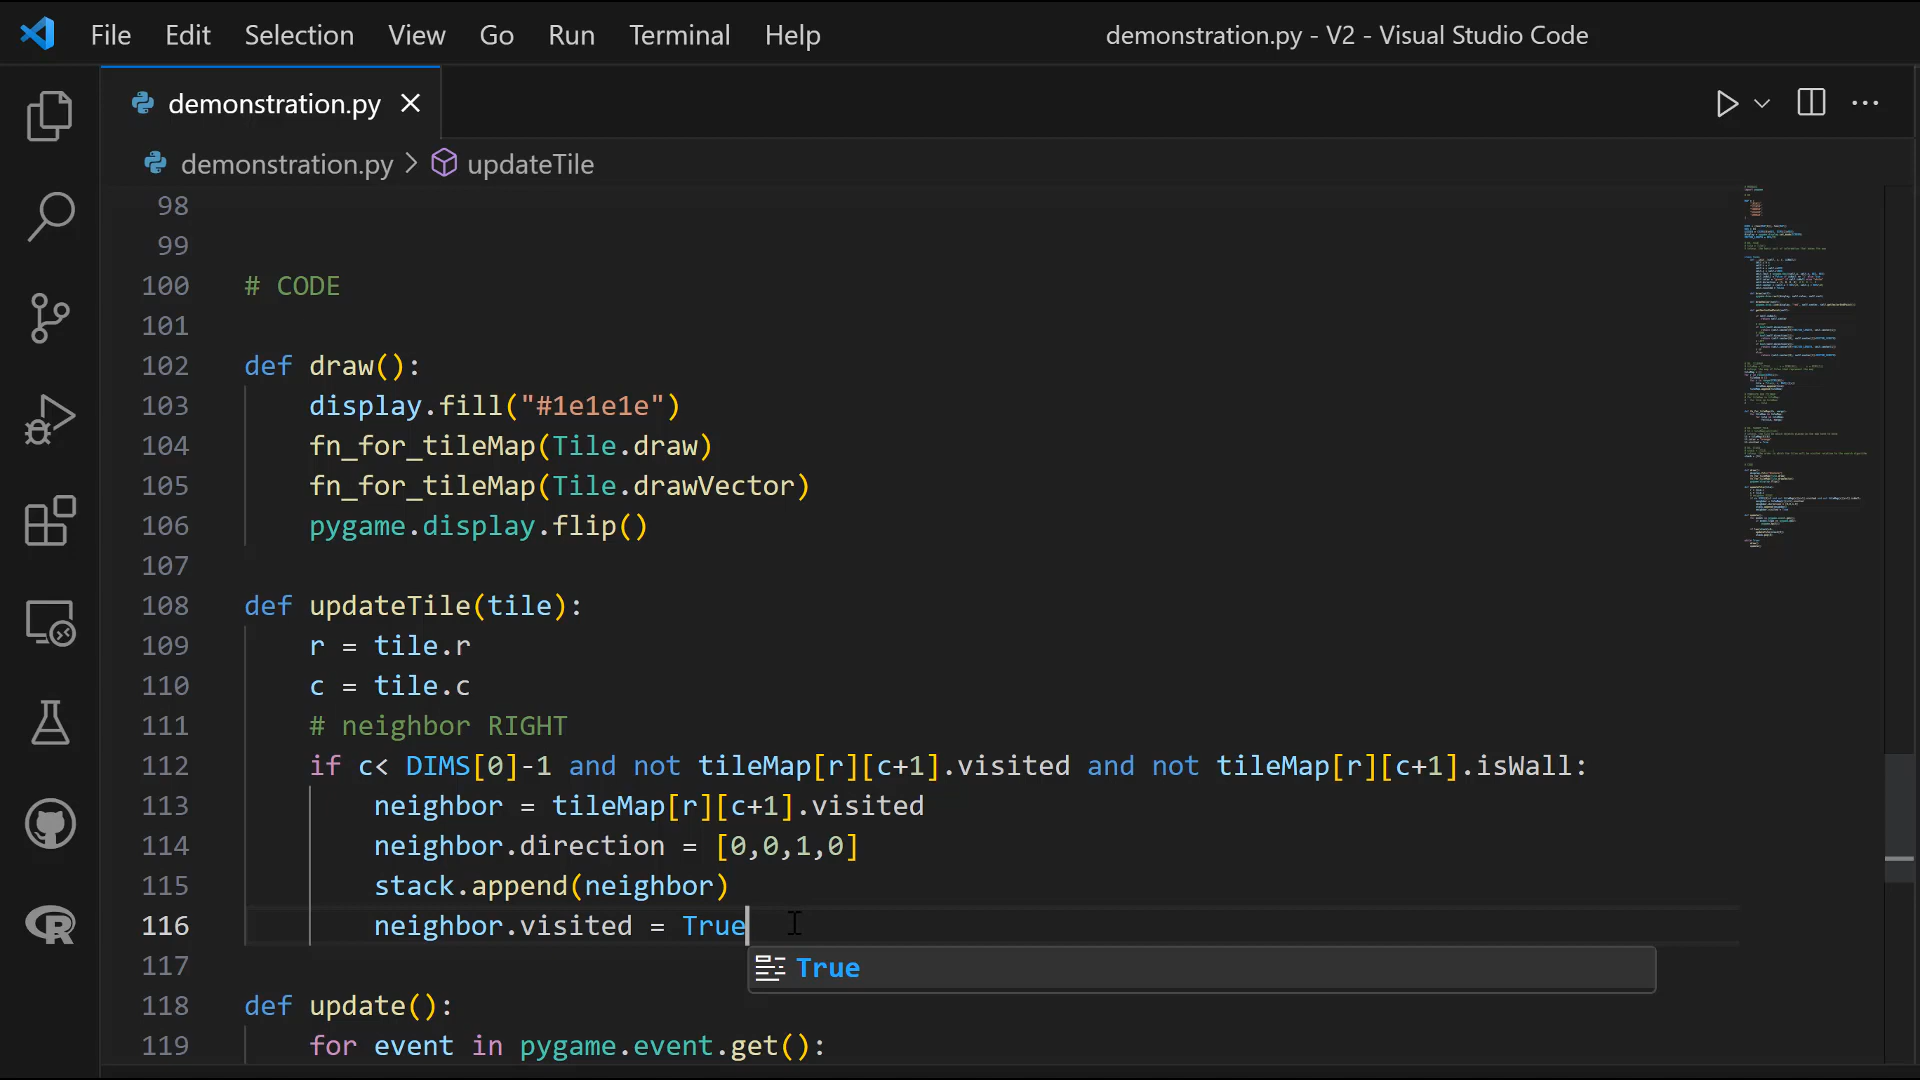 File Edit Selection View Go Run Terminal Help demonstration.py - V2 - Visual Studio Code
demonstration.py
demonstration.py > updateTile
98
99
100 # CODE
101
102 def draw():
103 display.fill("#1e1e1e")
104 fn_for_tileMap(Tile.draw)
105 fn_for_tileMap(Tile.drawVector)
106 pygame.display.flip()
107
108 def updateTile(tile):
109 r = tile.r
110 c = tile.c
111 # neighbor RIGHT
112 if c< DIMS[0]-1 and not tileMap[r][c+1].visited and not tileMap[r][c+1].isWall:
113 neighbor = tileMap[r][c+1].visited
114 neighbor.direction = [0,0,1,0]
115 stack.append(neighbor)
116 neighbor.visited = True
117
True
118 def update():
119 for event in pygame.event.get():